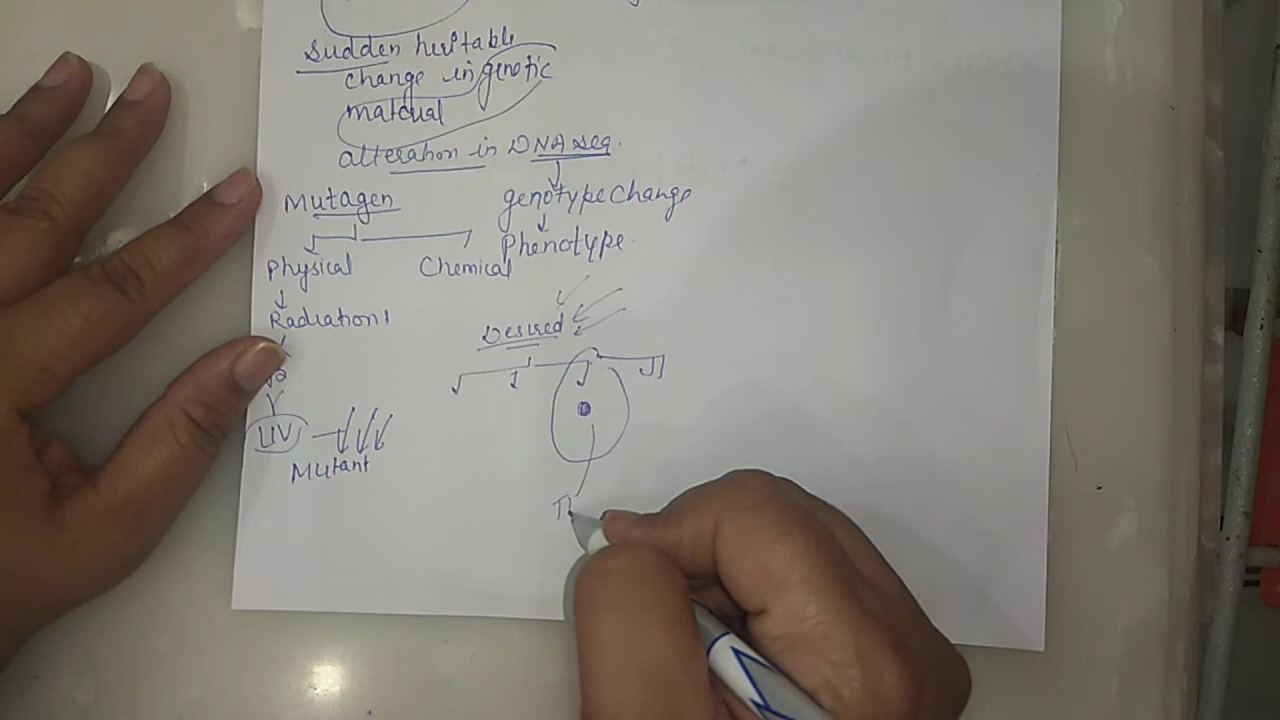 Sudden heritable
change in genetic
material
alteration in DNA seq.
Mutagen
genotype change
Phenotype
Physical
Chemical
Radiation
Desired
UV
Mutant